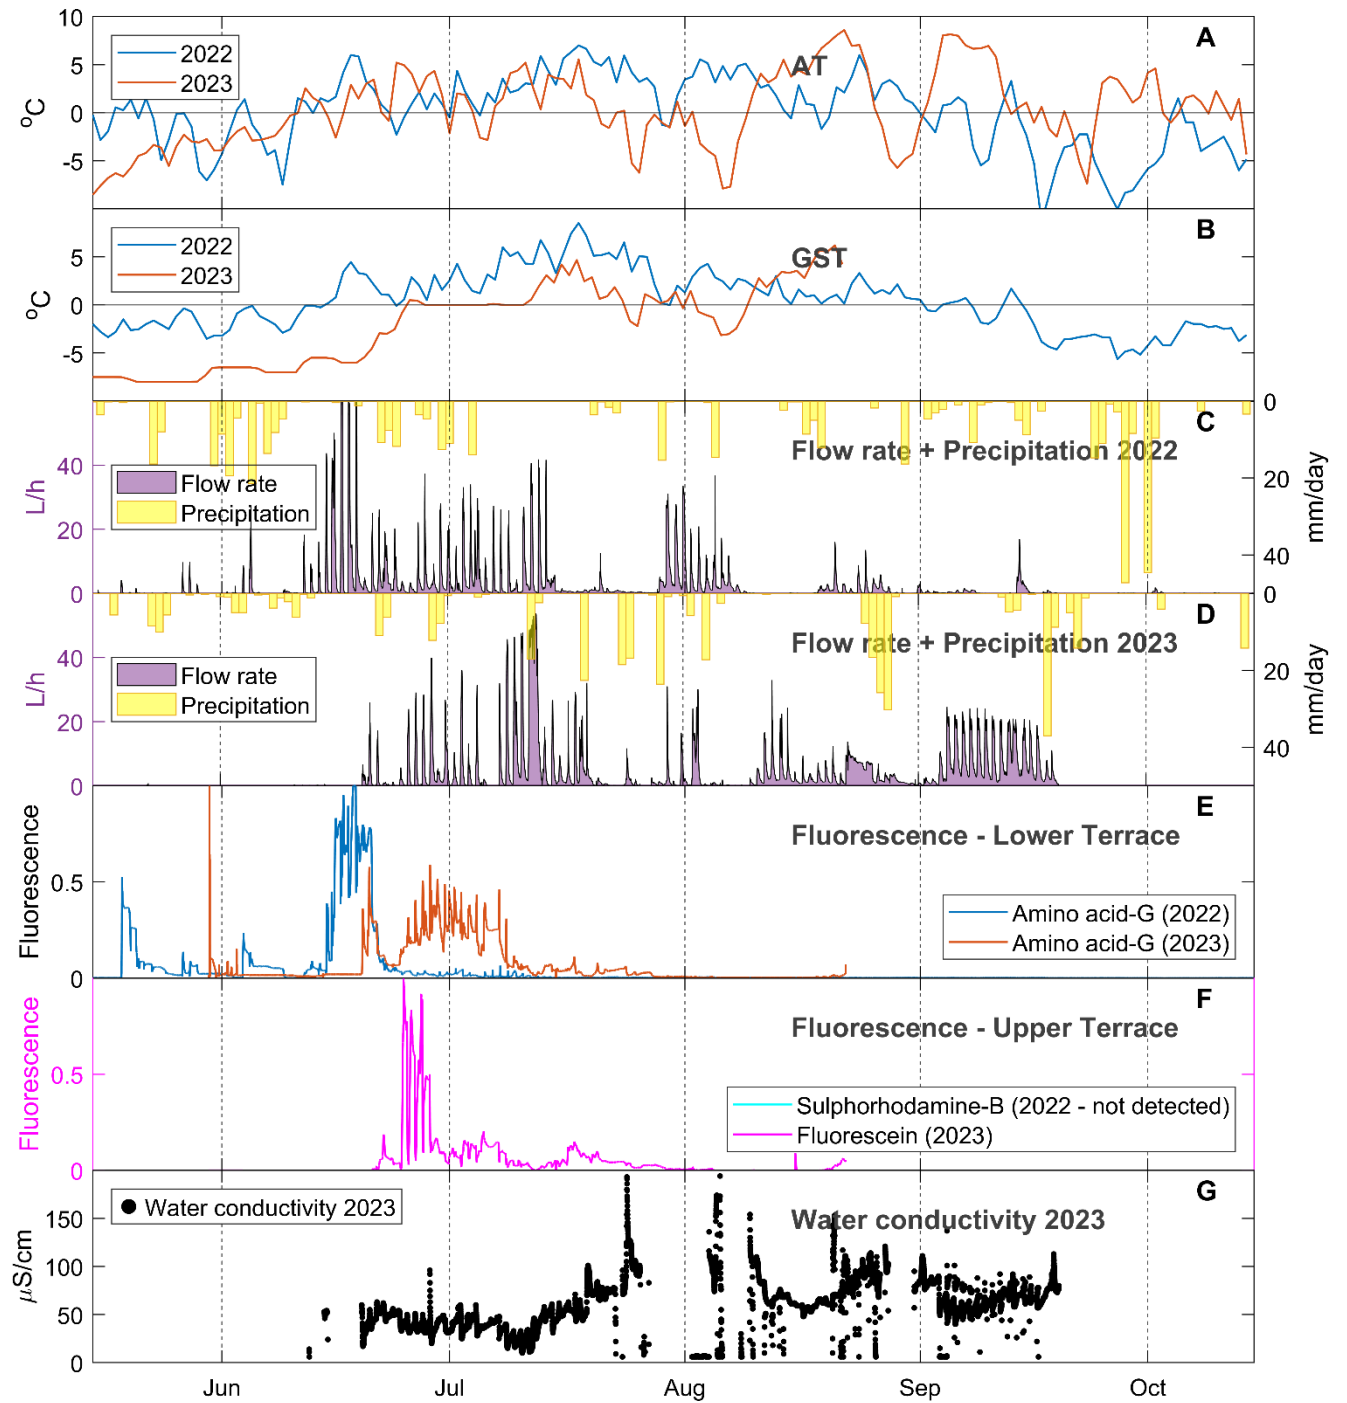 A
10
5
0
-5
°C
2022
2023
AT
B
5
0
-5
°C
2022
2023
GST
C
Flow rate + Precipitation 2022
40
20
0
L/h
Flow rate
Precipitation
0
20
40
mm/day
D
Flow rate + Precipitation 2023
40
20
0
L/h
Flow rate
Precipitation
0
20
40
mm/day
E
Fluorescence - Lower Terrace
0.5
0
Fluorescence
Amino acid-G (2022)
Amino acid-G (2023)
F
Fluorescence - Upper Terrace
0.5
0
Fluorescence
Sulphorhodamine-B (2022 - not detected)
Fluorescein (2023)
G
Water conductivity 2023
Water conductivity 2023
150
100
50
0
μS/cm
Jun Jul Aug Sep Oct